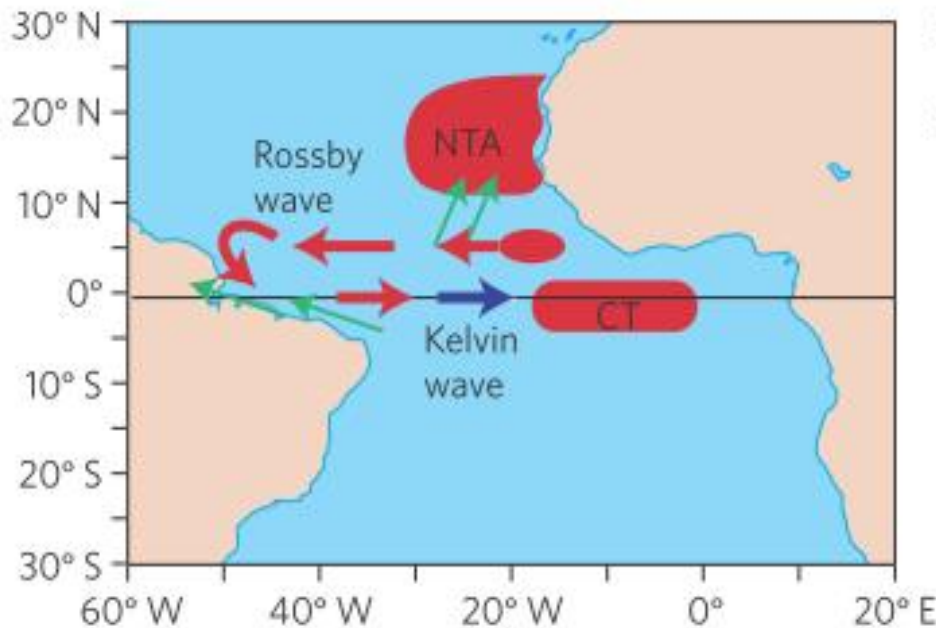 30° N
20° N
10° N
0°
10° S
20° S
30° S
NTA
Rossby
wave
CT
Kelvin
wave
60° W
40° W
20° W
0°
20° E